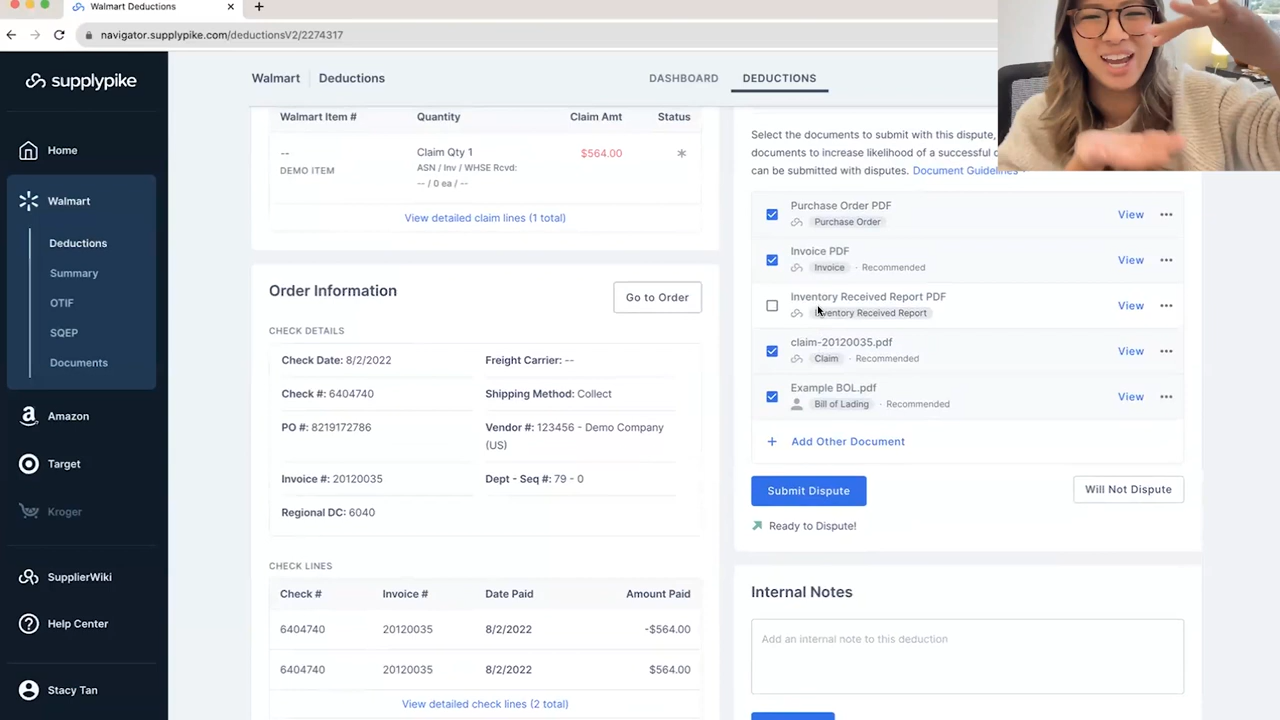 Walmart Deductions
navigator.supplypike.com/deductionsV2/2274317
supplypike
Home
Walmart
Deductions
Summary
OTIF
SQEP
Documents
Amazon
Target
Kroger
SupplierWiki
Help Center
Stacy Tan
Walmart Deductions
DASHBOARD DEDUCTIONS
Walmart Item # Quantity Claim Amt Status
-- Claim Qty 1 $564.00 *
DEMO ITEM ASN / Inv / WHSE Rcvd:
-- / 0 ea / --
View detailed claim lines (1 total)
Order Information
Go to Order
CHECK DETAILS
Check Date: 8/2/2022 Freight Carrier: --
Check #: 6404740 Shipping Method: Collect
PO #: 8219172786 Vendor #: 123456 - Demo Company
(US)
Invoice #: 20120035 Dept - Seq #: 79 - 0
Regional DC: 6040
CHECK LINES
Check # Invoice # Date Paid Amount Paid
6404740 20120035 8/2/2022 -$564.00
6404740 20120035 8/2/2022 $564.00
View detailed check lines (2 total)
Select the documents to submit with this dispute,
documents to increase likelihood of a successful
can be submitted with disputes. Document Guidelines
Purchase Order PDF
Purchase Order
View ...
Invoice PDF
Invoice · Recommended
View ...
Inventory Received Report PDF
Inventory Received Report
View ...
claim-20120035.pdf
Claim · Recommended
View ...
Example BOL.pdf
Bill of Lading · Recommended
View ...
+ Add Other Document
Submit Dispute Will Not Dispute
Ready to Dispute!
Internal Notes
Add an internal note to this deduction